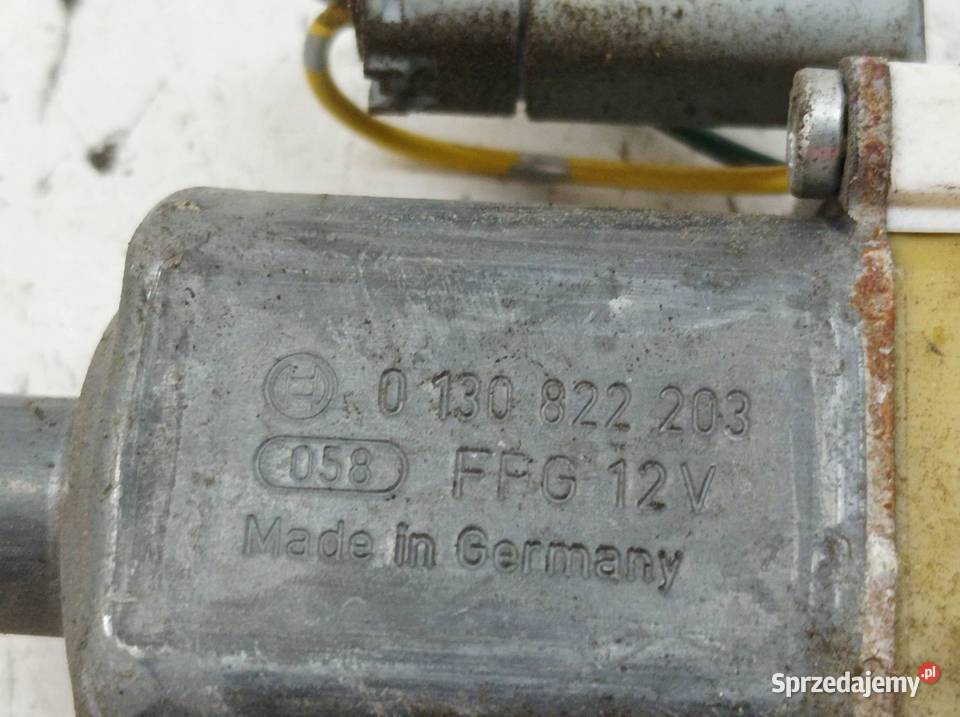 0 130 822 203
058 FPG 12V
Made in Germany
Sprzedajemy.pl